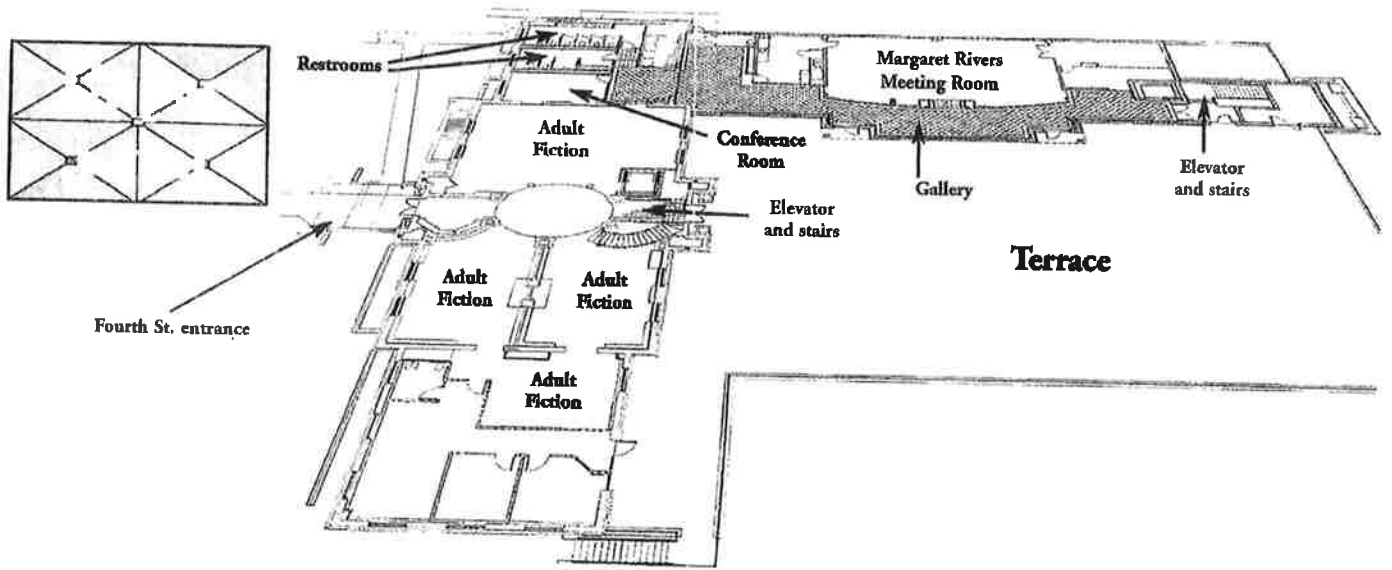 Restrooms
Margaret Rivers
Meeting Room
Adult
Fiction
Conference
Room
Gallery
Elevator
and stairs
Elevator
and stairs
Terrace
Adult
Fiction
Adult
Fiction
Fourth St. entrance
Adult
Fiction